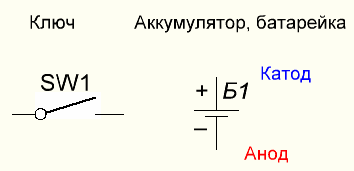 Ключ Аккумулятор, батарейка
SW1
+ Б1
Катод
–
Анод